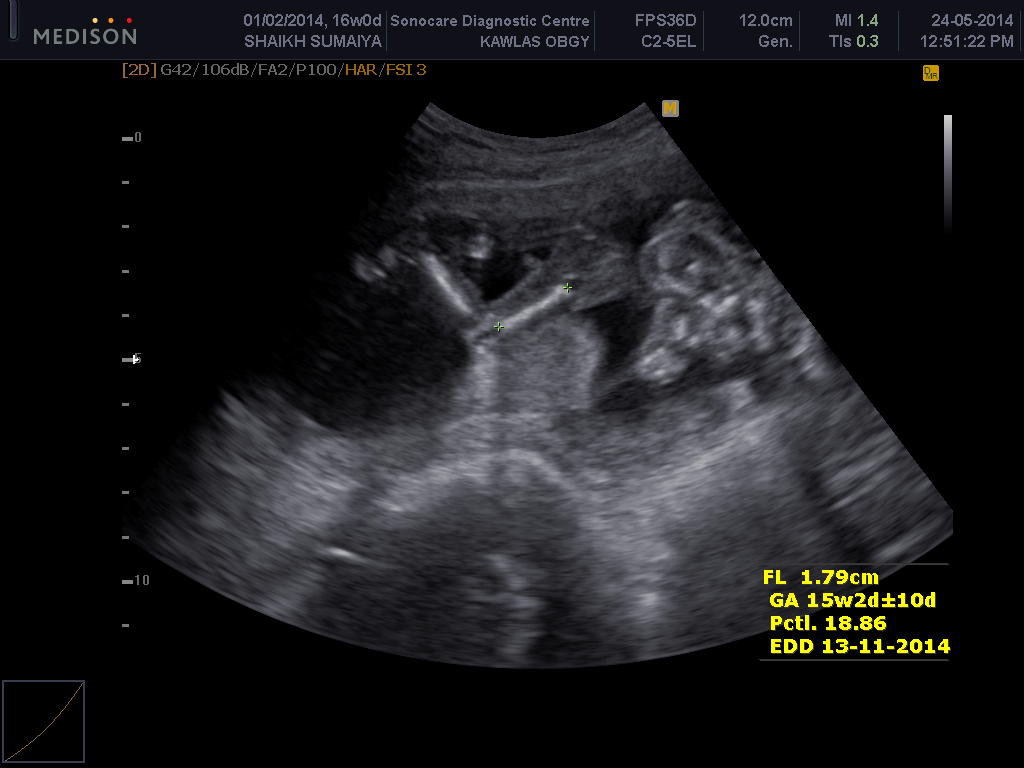 MEDISON
01/02/2014, 16w0d Sonocare Diagnostic Centre FPS36D 12.0cm MI 1.4 24-05-2014
SHAIKH SUMAIYA KAWLAS OBGY C2-5EL Gen. TIs 0.3 12:51:22 PM
[2D] G42/106dB/FA2/P100/HAR/FSI 3
D
MR
M
0
5
10
FL 1.79cm
GA 15w2d±10d
Pctl. 18.86
EDD 13-11-2014